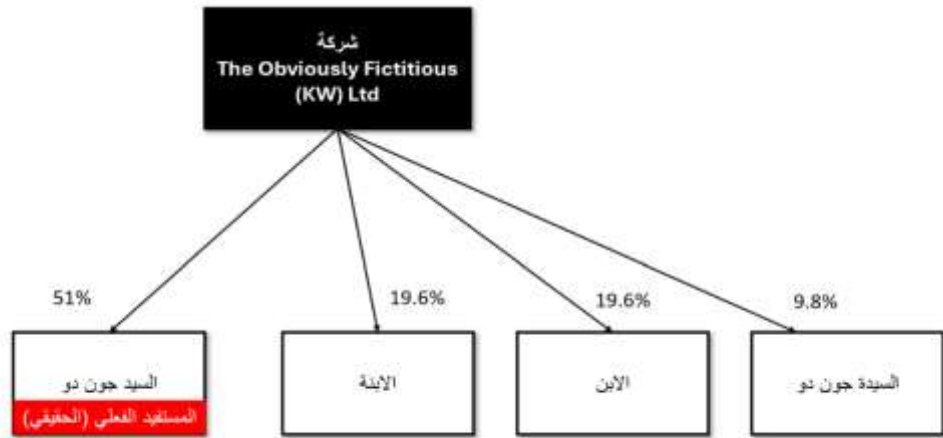 شركة
The Obviously Fictitious
(KW) Ltd
51%
19.6%
19.6%
9.8%
السيد جون دو
المستفيد الفعلي (الحقيقي)
الابنة
الابن
السيدة جون دو